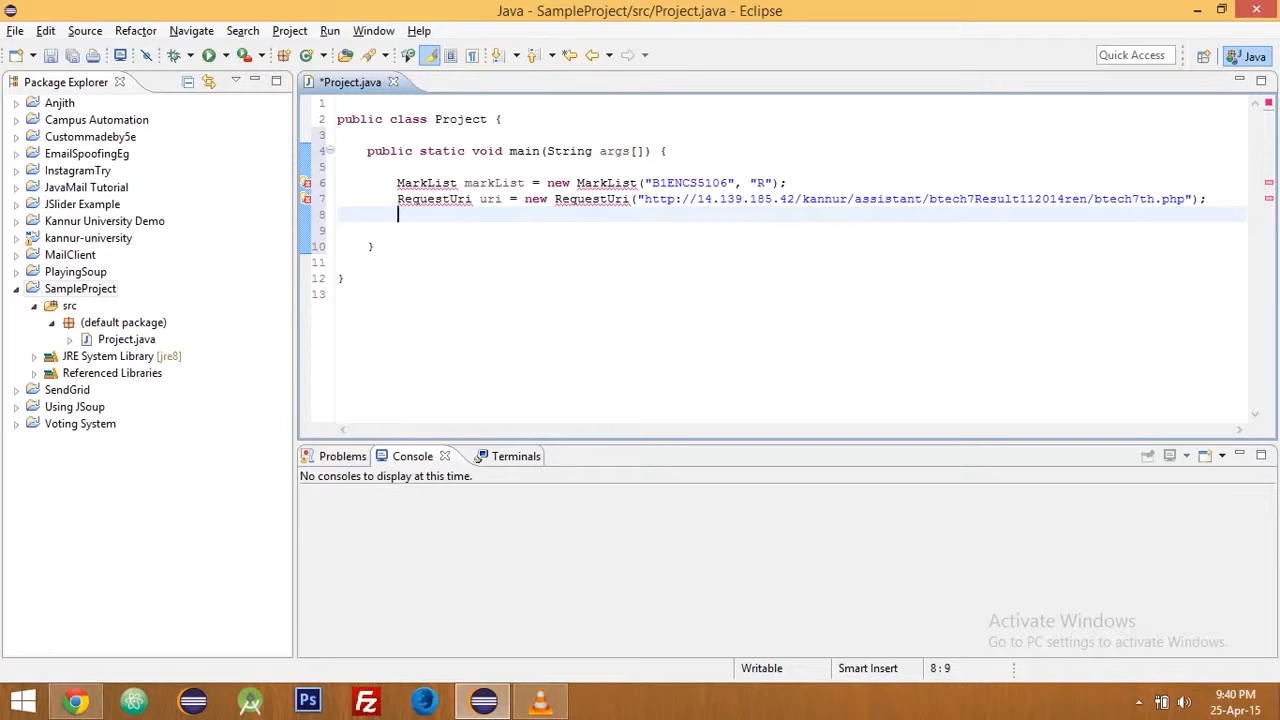 Java - SampleProject/src/Project.java - Eclipse
File Edit Source Refactor Navigate Search Project Run Window Help
Quick Access
Java
Package Explorer
*Project.java
Anjith
Campus Automation
Custommadeby5e
EmailSpoofingEg
InstagramTry
JavaMail Tutorial
JSlider Example
Kannur University Demo
kannur-university
MailClient
PlayingSoup
SampleProject
src
(default package)
Project.java
JRE System Library [jre8]
Referenced Libraries
SendGrid
Using JSoup
Voting System
1
2 public class Project {
3
4 public static void main(String args[]) {
5
6 MarkList markList = new MarkList("B1ENCS5106", "R");
7 RequestUri uri = new RequestUri("http://14.139.185.42/kannur/assistant/btech7Result112014ren/btech7th.php");
8
9
10 }
11
12 }
13
Problems Console Terminals
No consoles to display at this time.
Activate Windows
Go to PC settings to activate Windows.
Writable Smart Insert 8 : 9
Ps
Fz
9:40 PM
25-Apr-15